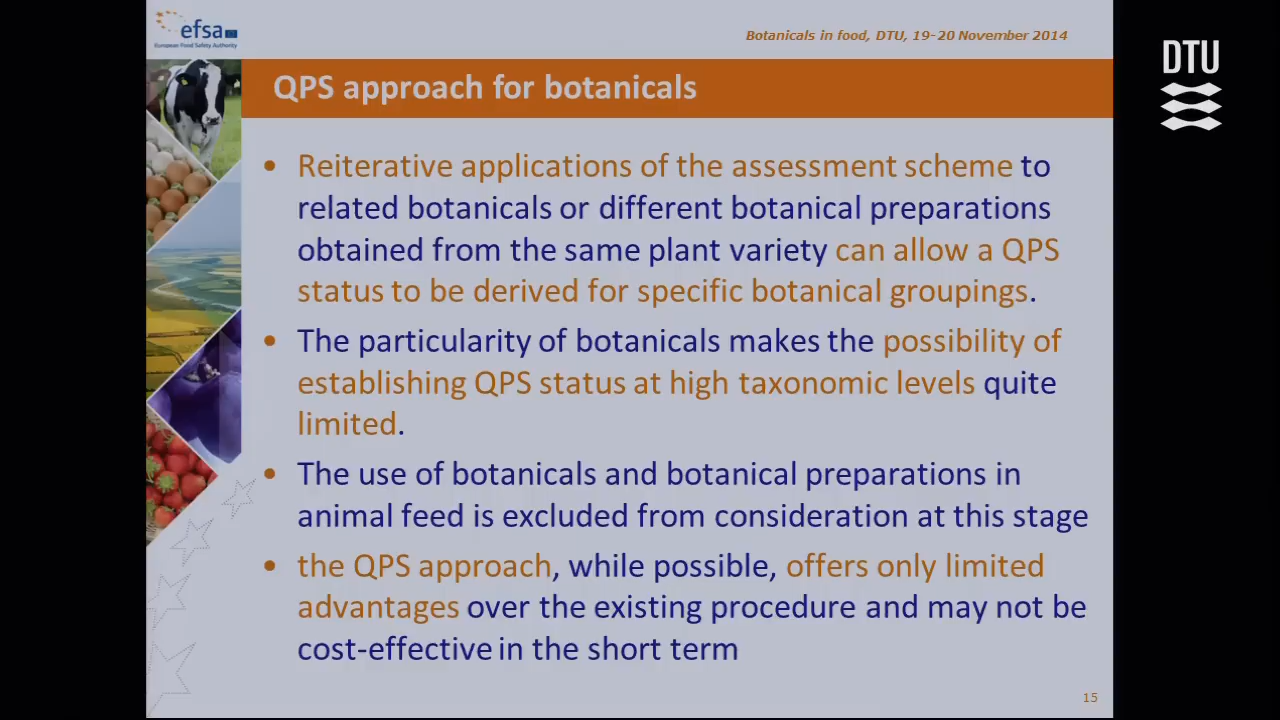 efsa
European Food Safety Authority
Botanicals in food, DTU, 19-20 November 2014
DTU
QPS approach for botanicals
• Reiterative applications of the assessment scheme to
related botanicals or different botanical preparations
obtained from the same plant variety can allow a QPS
status to be derived for specific botanical groupings.
• The particularity of botanicals makes the possibility of
establishing QPS status at high taxonomic levels quite
limited.
• The use of botanicals and botanical preparations in
animal feed is excluded from consideration at this stage
• the QPS approach, while possible, offers only limited
advantages over the existing procedure and may not be
cost-effective in the short term
15